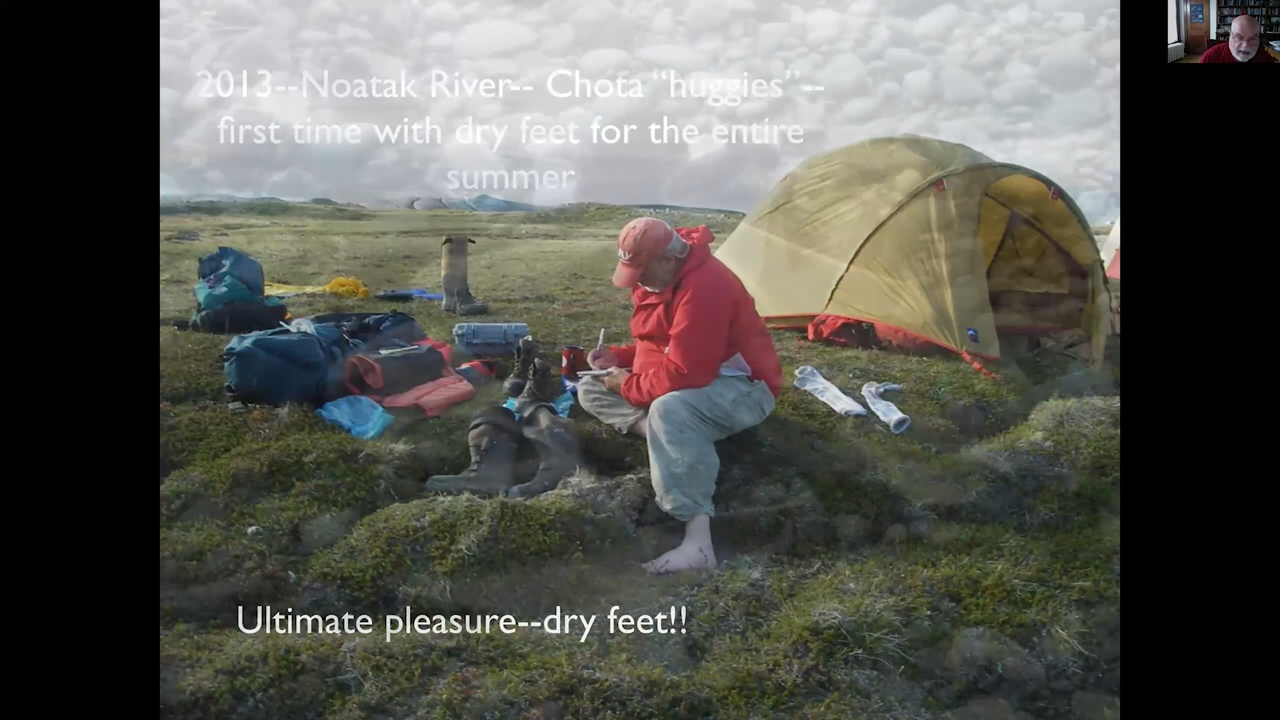 2013--Noatak River-- Chota “huggies”--
first time with dry feet for the entire
summer
Ultimate pleasure--dry feet!!